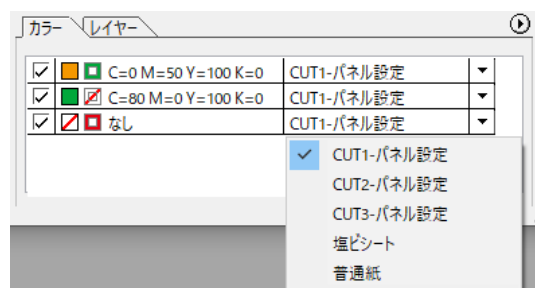 カラー レイヤー
C=0 M=50 Y=100 K=0 CUT1-パネル設定
C=80 M=0 Y=100 K=0 CUT1-パネル設定
なし CUT1-パネル設定
CUT1-パネル設定
CUT2-パネル設定
CUT3-パネル設定
塩ビシート
普通紙